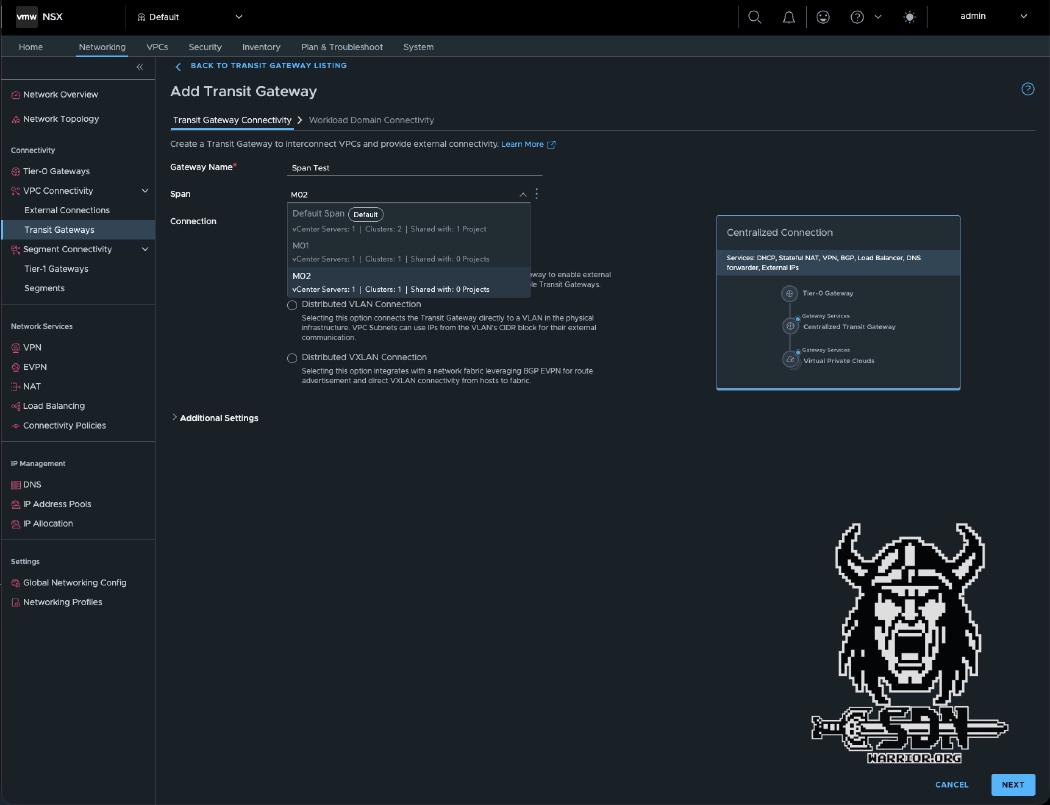 vmw NSX
Default
admin
Home
Networking
VPCs
Security
Inventory
Plan & Troubleshoot
System
«
Network Overview
Network Topology
Connectivity
Tier-0 Gateways
VPC Connectivity
External Connections
Transit Gateways
Segment Connectivity
Tier-1 Gateways
Segments
Network Services
VPN
EVPN
NAT
Load Balancing
Connectivity Policies
IP Management
DNS
IP Address Pools
IP Allocation
Settings
Global Networking Config
Networking Profiles
BACK TO TRANSIT GATEWAY LISTING
Add Transit Gateway
Transit Gateway Connectivity
Workload Domain Connectivity
Create a Transit Gateway to interconnect VPCs and provide external connectivity. Learn More
Gateway Name*
Span Test
Span
M02
Default Span Default
vCenter Servers: 1 | Clusters: 2 | Shared with: 1 Project
M01
vCenter Servers: 1 | Clusters: 1 | Shared with: 0 Projects
M02
vCenter Servers: 1 | Clusters: 1 | Shared with: 0 Projects
Connection
way to enable external
le Transit Gateways.
Distributed VLAN Connection
Selecting this option connects the Transit Gateway directly to a VLAN in the physical
infrastructure. VPC Subnets can use IPs from the VLAN's CIDR block for their external
communication.
Distributed VXLAN Connection
Selecting this option integrates with a network fabric leveraging BGP EVPN for route
advertisement and direct VXLAN connectivity from hosts to fabric.
Additional Settings
Centralized Connection
Services: DHCP, Stateful NAT, VPN, BGP, Load Balancer, DNS
forwarder, External IPs
Tier-0 Gateway
Gateway Services
Centralized Transit Gateway
Gateway Services
Virtual Private Clouds
SDN
WARRIOR.ORG
CANCEL
NEXT